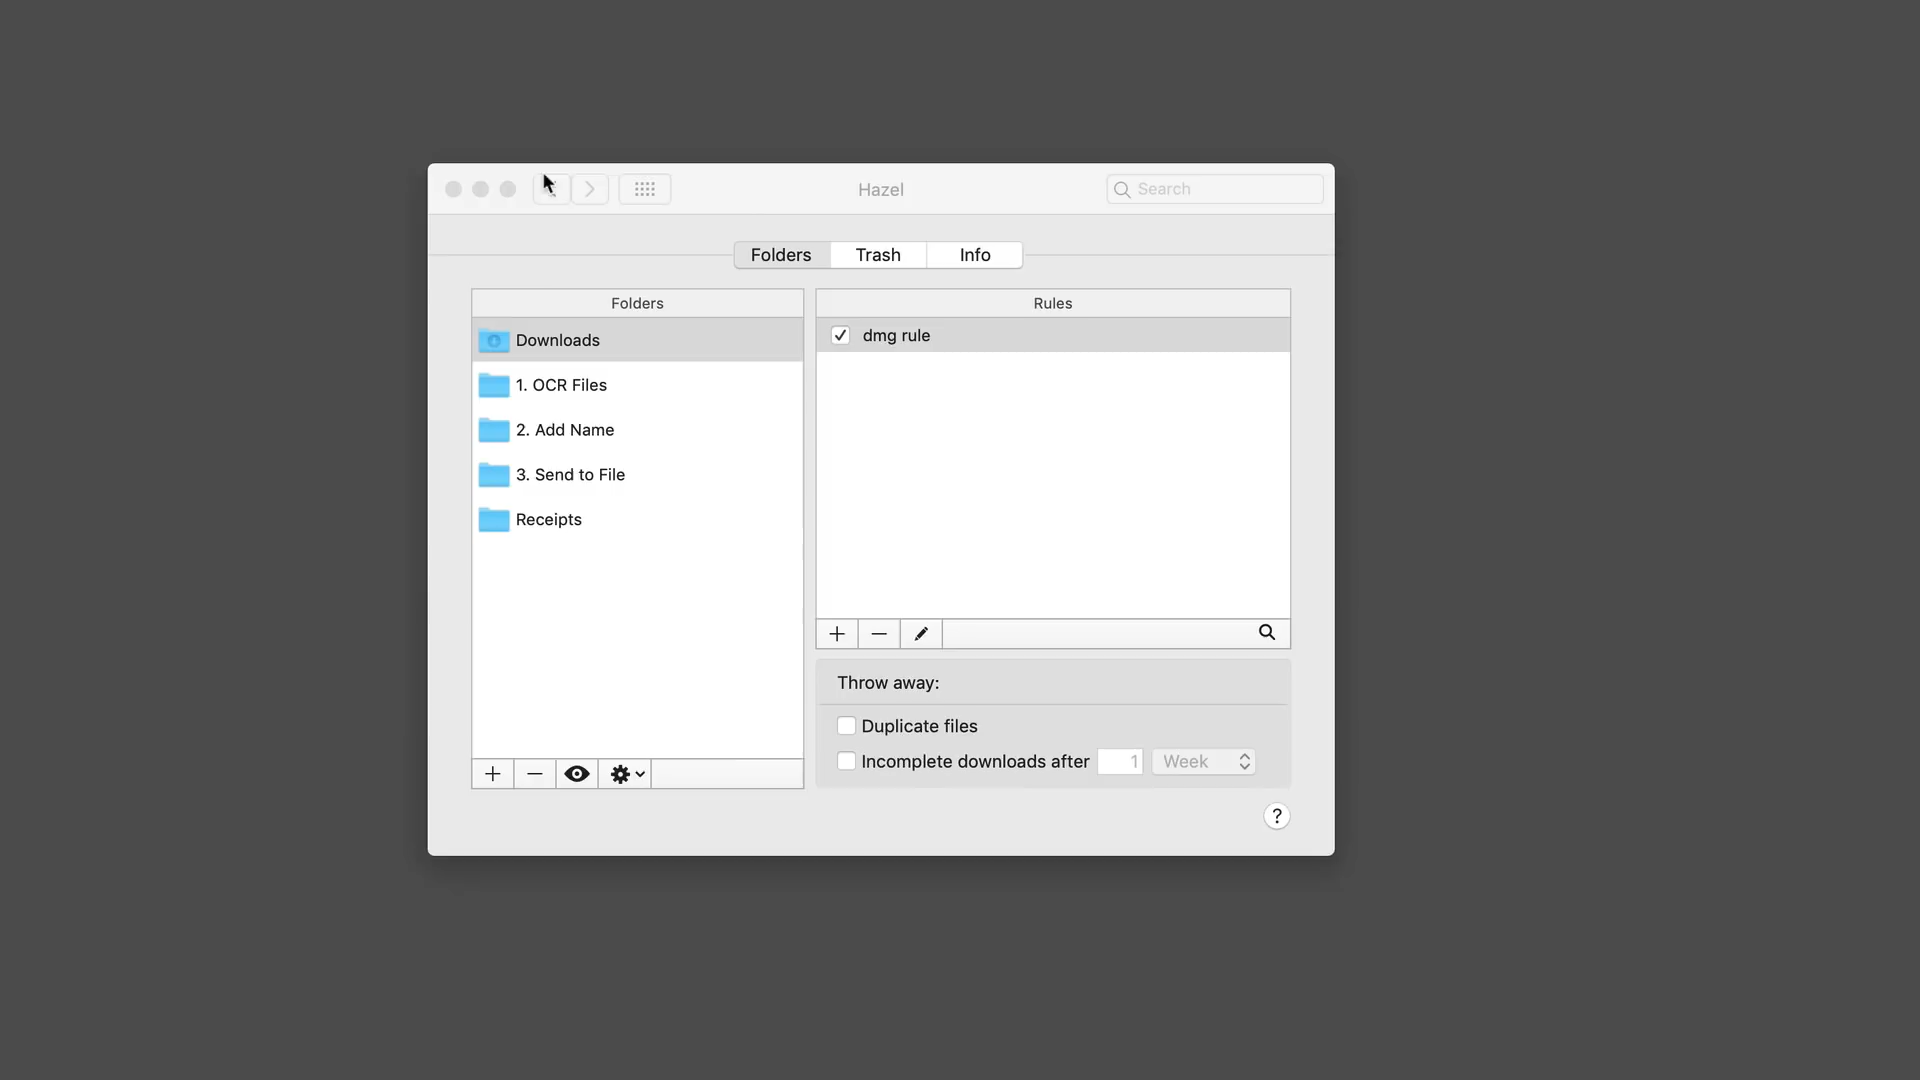 Hazel
Search
Folders
Trash
Info
Folders
Downloads
1. OCR Files
2. Add Name
3. Send to File
Receipts
Rules
dmg rule
Throw away:
Duplicate files
Incomplete downloads after 1 Week
?